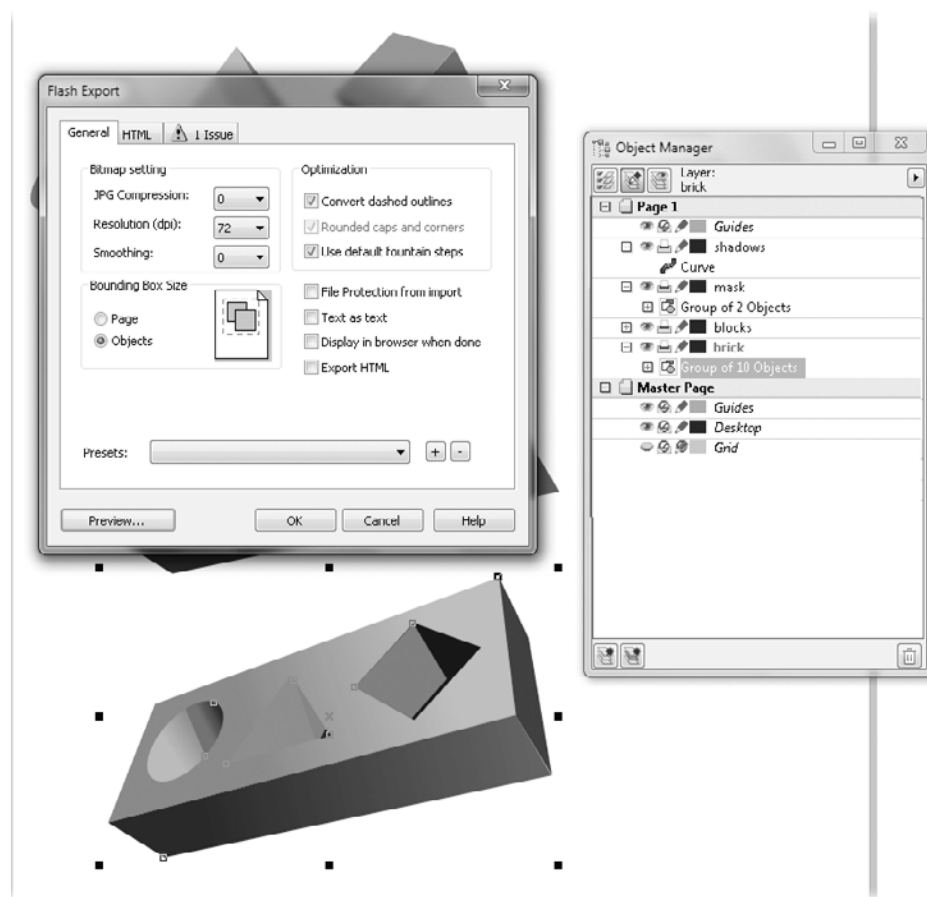 Flash Export
General HTML 1 Issue
Bitmap setting
JPG Compression: 0
Resolution (dpi): 72
Smoothing: 0
Bounding Box Size
Page
Objects
Optimization
Convert dashed outlines
Rounded caps and corners
Use default fountain steps
File Protection from import
Text as text
Display in browser when done
Export HTML
Presets:
+ -
Preview... OK Cancel Help
Object Manager
Layer:
brick
Page 1
Guides
shadows
Curve
mask
Group of 2 Objects
blocks
brick
Group of 10 Objects
Master Page
Guides
Desktop
Grid